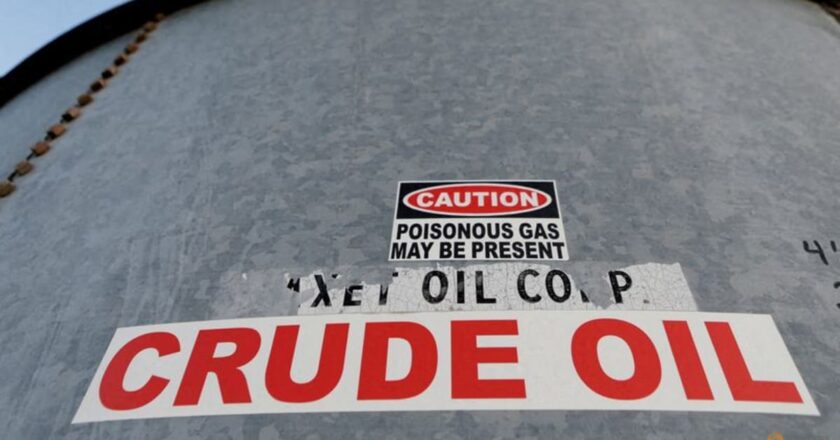 CAUTION
POISONOUS GAS
MAY BE PRESENT
OIL
CRUDE OIL